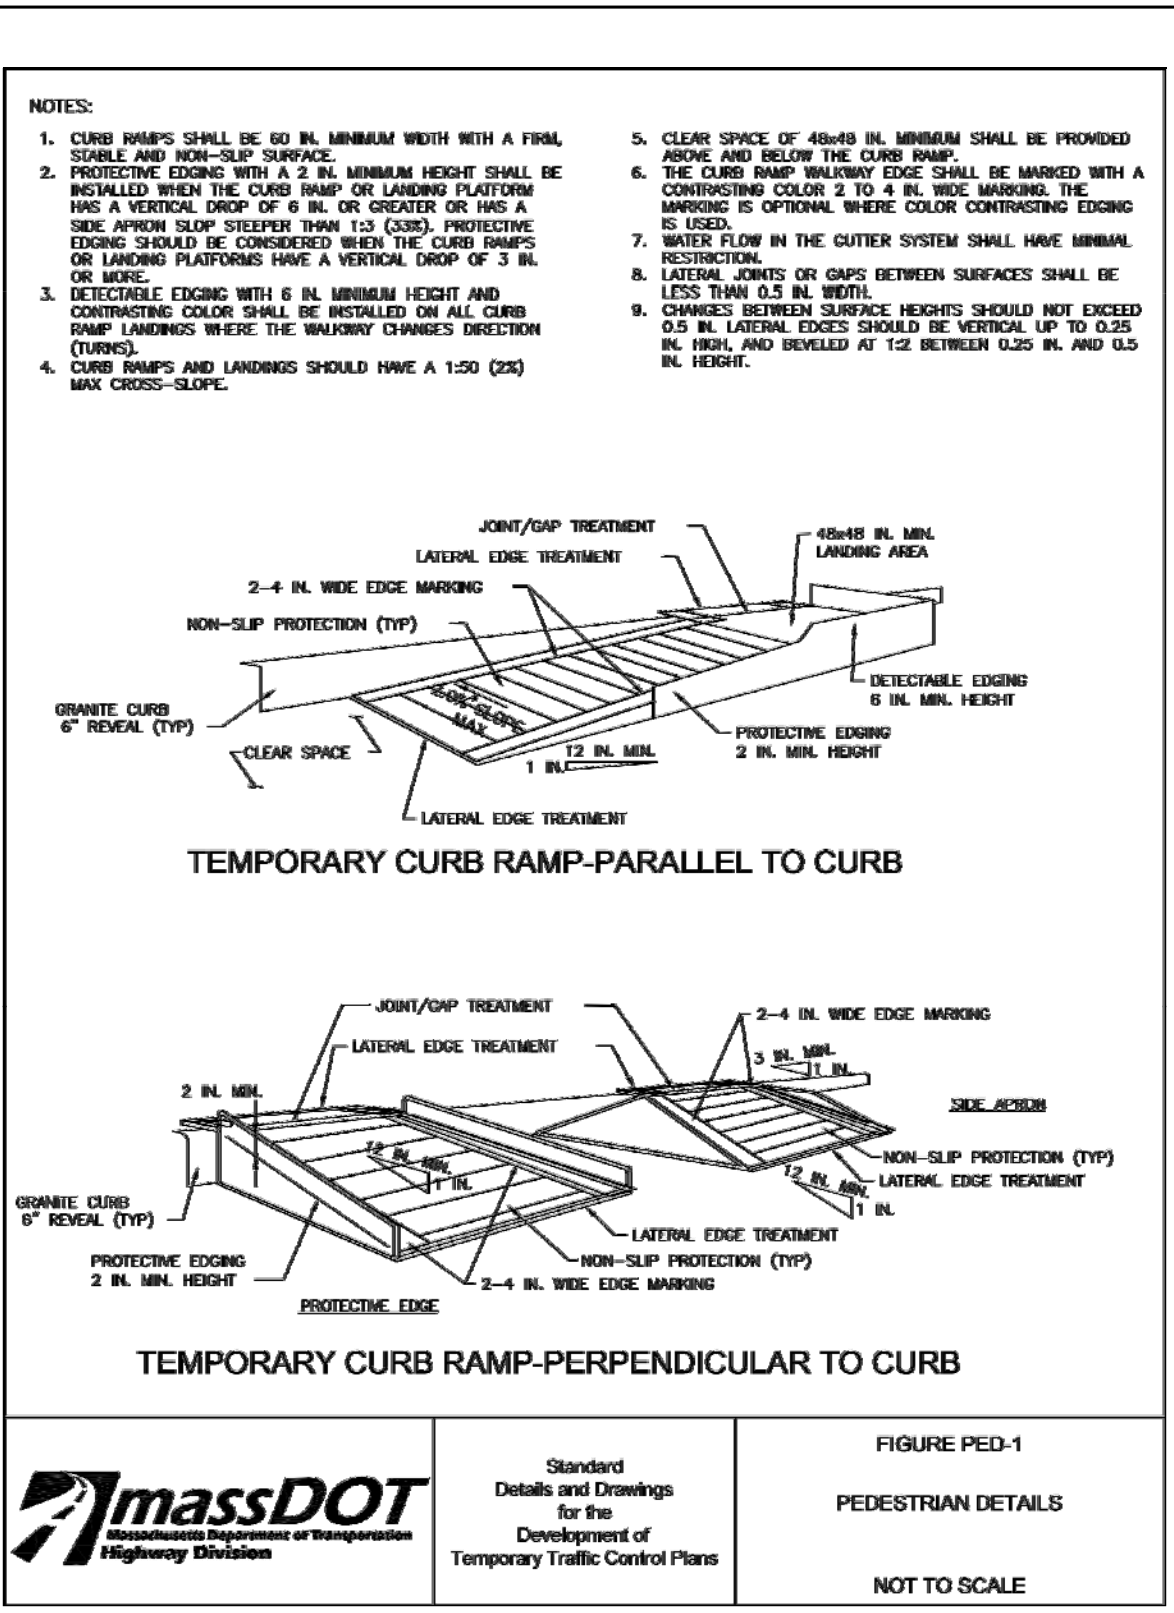 NOTES:
1. CURB RAMPS SHALL BE 60 IN. MINIMUM WIDTH WITH A FIRM,
STABLE AND NON-SLIP SURFACE.
2. PROTECTIVE EDGING WITH A 2 IN. MINIMUM HEIGHT SHALL BE
INSTALLED WHEN THE CURB RAMP OR LANDING PLATFORM
HAS A VERTICAL DROP OF 6 IN. OR GREATER OR HAS A
SIDE APRON SLOP STEEPER THAN 1:3 (33%). PROTECTIVE
EDGING SHOULD BE CONSIDERED WHEN THE CURB RAMPS
OR LANDING PLATFORMS HAVE A VERTICAL DROP OF 3 IN.
OR MORE.
3. DETECTABLE EDGING WITH 6 IN. MINIMUM HEIGHT AND
CONTRASTING COLOR SHALL BE INSTALLED ON ALL CURB
RAMP LANDINGS WHERE THE WALKWAY CHANGES DIRECTION
(TURNS).
4. CURB RAMPS AND LANDINGS SHOULD HAVE A 1:50 (2%)
MAX CROSS-SLOPE.
5. CLEAR SPACE OF 48x48 IN. MINIMUM SHALL BE PROVIDED
ABOVE AND BELOW THE CURB RAMP.
6. THE CURB RAMP WALKWAY EDGE SHALL BE MARKED WITH A
CONTRASTING COLOR 2 TO 4 IN. WIDE MARKING. THE
MARKING IS OPTIONAL WHERE COLOR CONTRASTING EDGING
IS USED.
7. WATER FLOW IN THE GUTTER SYSTEM SHALL HAVE MINIMAL
RESTRICTION.
8. LATERAL JOINTS OR GAPS BETWEEN SURFACES SHALL BE
LESS THAN 0.5 IN. WIDTH.
9. CHANGES BETWEEN SURFACE HEIGHTS SHOULD NOT EXCEED
0.5 IN. LATERAL EDGES SHOULD BE VERTICAL UP TO 0.25
IN. HIGH, AND BEVELED AT 1:2 BETWEEN 0.25 IN. AND 0.5
IN. HEIGHT.
JOINT/GAP TREATMENT
48x48 IN. MIN.
LANDING AREA
LATERAL EDGE TREATMENT
2-4 IN. WIDE EDGE MARKING
NON-SLIP PROTECTION (TYP)
DETECTABLE EDGING
6 IN. MIN. HEIGHT
GRANITE CURB
6" REVEAL (TYP)
SLOPE
MAX
PROTECTIVE EDGING
2 IN. MIN. HEIGHT
CLEAR SPACE
12 IN. MIN.
1 IN.
LATERAL EDGE TREATMENT
TEMPORARY CURB RAMP-PARALLEL TO CURB
JOINT/GAP TREATMENT
2-4 IN. WIDE EDGE MARKING
LATERAL EDGE TREATMENT
3 IN. MIN.
1 IN.
2 IN. MIN.
SIDE APRON
12 IN. MIN.
1 IN.
NON-SLIP PROTECTION (TYP)
LATERAL EDGE TREATMENT
12 IN. MIN.
1 IN.
GRANITE CURB
6" REVEAL (TYP)
LATERAL EDGE TREATMENT
PROTECTIVE EDGING
2 IN. MIN. HEIGHT
NON-SLIP PROTECTION (TYP)
2-4 IN. WIDE EDGE MARKING
PROTECTIVE EDGE
TEMPORARY CURB RAMP-PERPENDICULAR TO CURB
massDOT
Massachusetts Department of Transportation
Highway Division
Standard
Details and Drawings
for the
Development of
Temporary Traffic Control Plans
FIGURE PED-1
PEDESTRIAN DETAILS
NOT TO SCALE